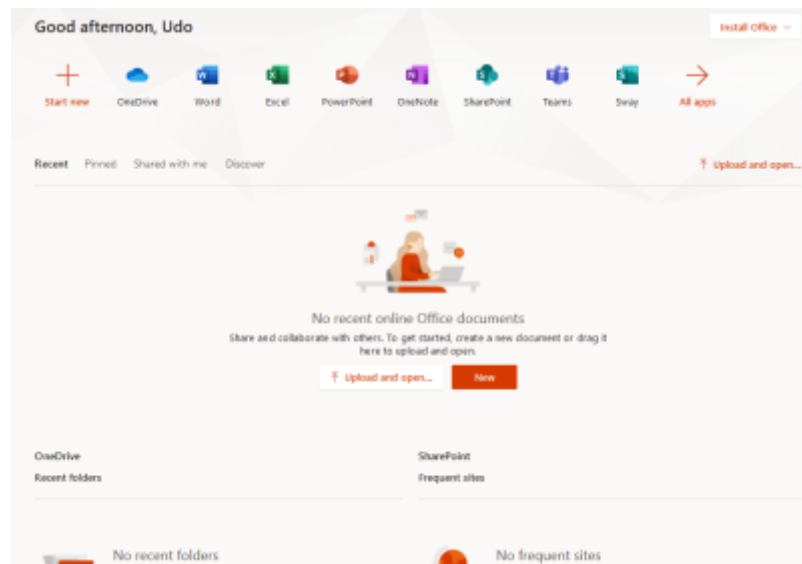 Good afternoon, Udo
Install Office
Start new
OneDrive
Word
Excel
PowerPoint
OneNote
SharePoint
Teams
Sway
All apps
Recent Pinned Shared with me Discover
Upload and open...
No recent online Office documents
Share and collaborate with others. To get started, create a new document or drag it
here to upload and open.
Upload and open...
New
OneDrive
Recent folders
SharePoint
Frequent sites
No recent folders
No frequent sites